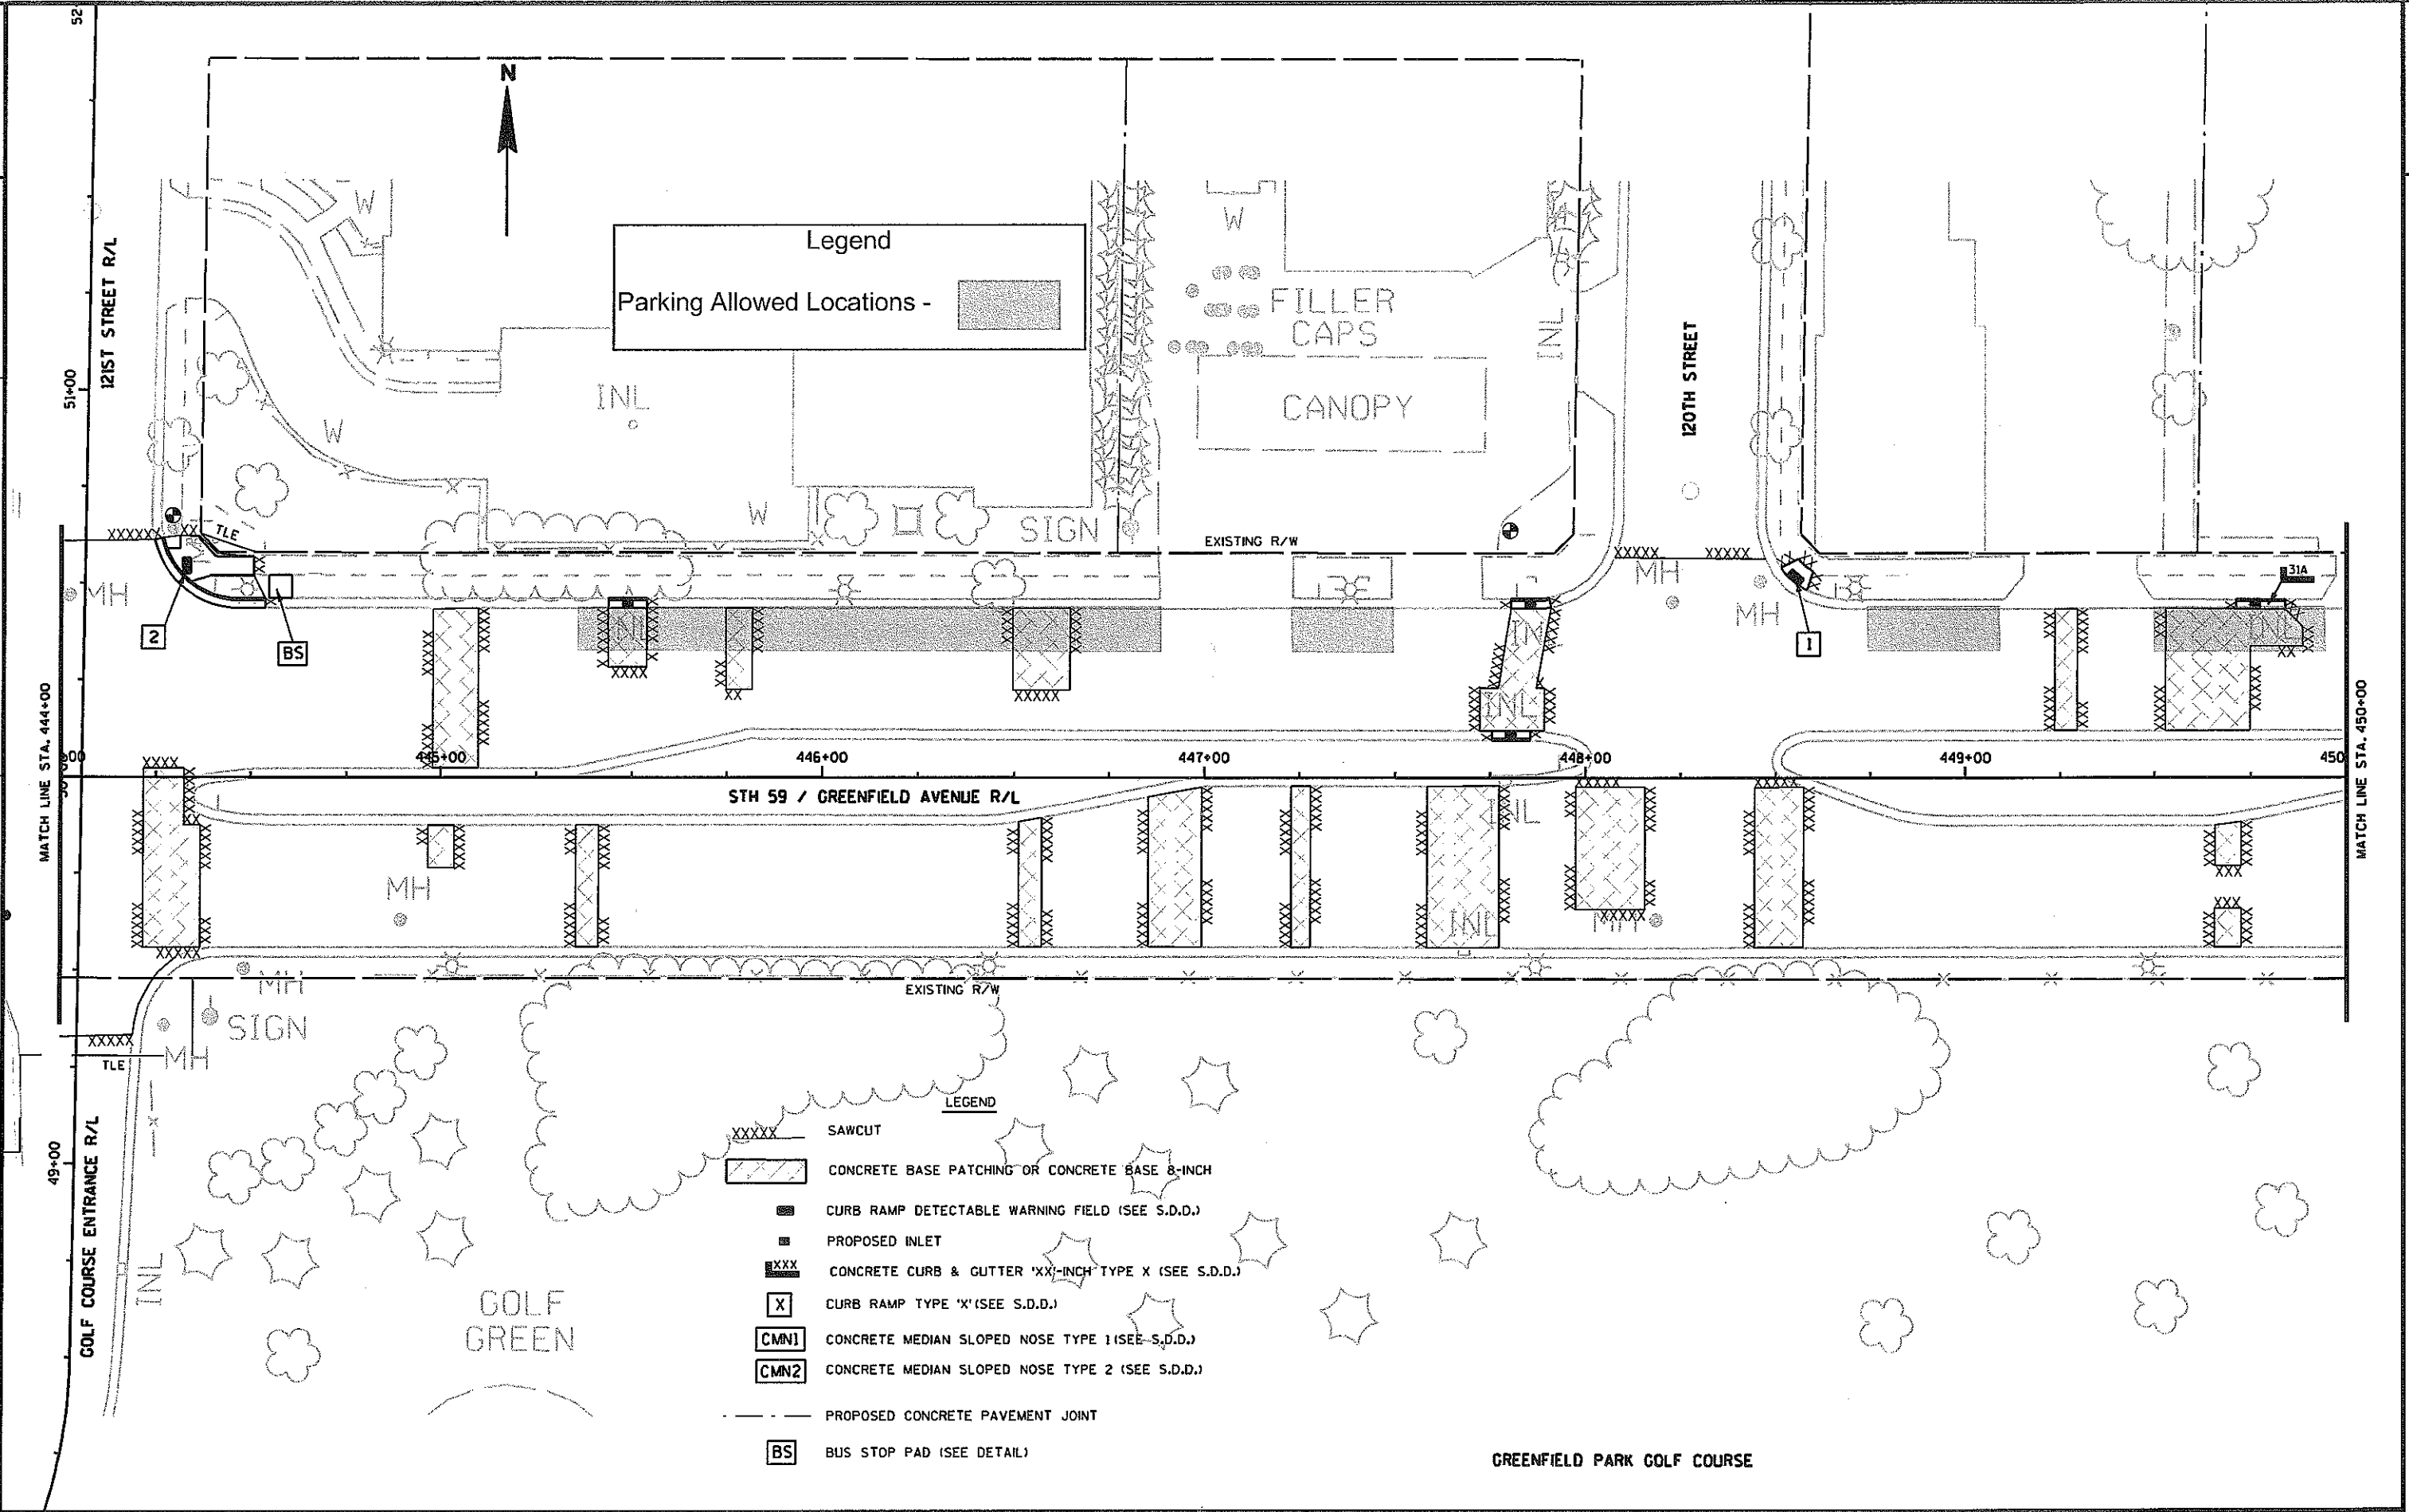 52
N
121ST STREET R/L
W
Legend
Parking Allowed Locations -
W
FILLER
CAPS
INL
120TH STREET
51+00
INL
CANOPY
W
W
SIGN
TLE
EXISTING R/W
MH
MH
MH
31A
2
BS
INL
INL
1
INL
INL
MATCH LINE STA. 444+00
445+00
446+00
447+00
448+00
449+00
450
MATCH LINE STA. 450+00
STH 59 / GREENFIELD AVENUE R/L
INL
MH
INL
MH
MH
EXISTING R/W
SIGN
MH
TLE
49+00
GOLF COURSE ENTRANCE R/L
INL
GOLF
GREEN
LEGEND
XXXXX SAWCUT
CONCRETE BASE PATCHING OR CONCRETE BASE 8-INCH
CURB RAMP DETECTABLE WARNING FIELD (SEE S.D.D.)
PROPOSED INLET
XXX CONCRETE CURB & GUTTER 'XX'-INCH TYPE X (SEE S.D.D.)
X CURB RAMP TYPE 'X' (SEE S.D.D.)
CMN1 CONCRETE MEDIAN SLOPED NOSE TYPE 1 (SEE S.D.D.)
CMN2 CONCRETE MEDIAN SLOPED NOSE TYPE 2 (SEE S.D.D.)
PROPOSED CONCRETE PAVEMENT JOINT
BS BUS STOP PAD (SEE DETAIL)
GREENFIELD PARK GOLF COURSE